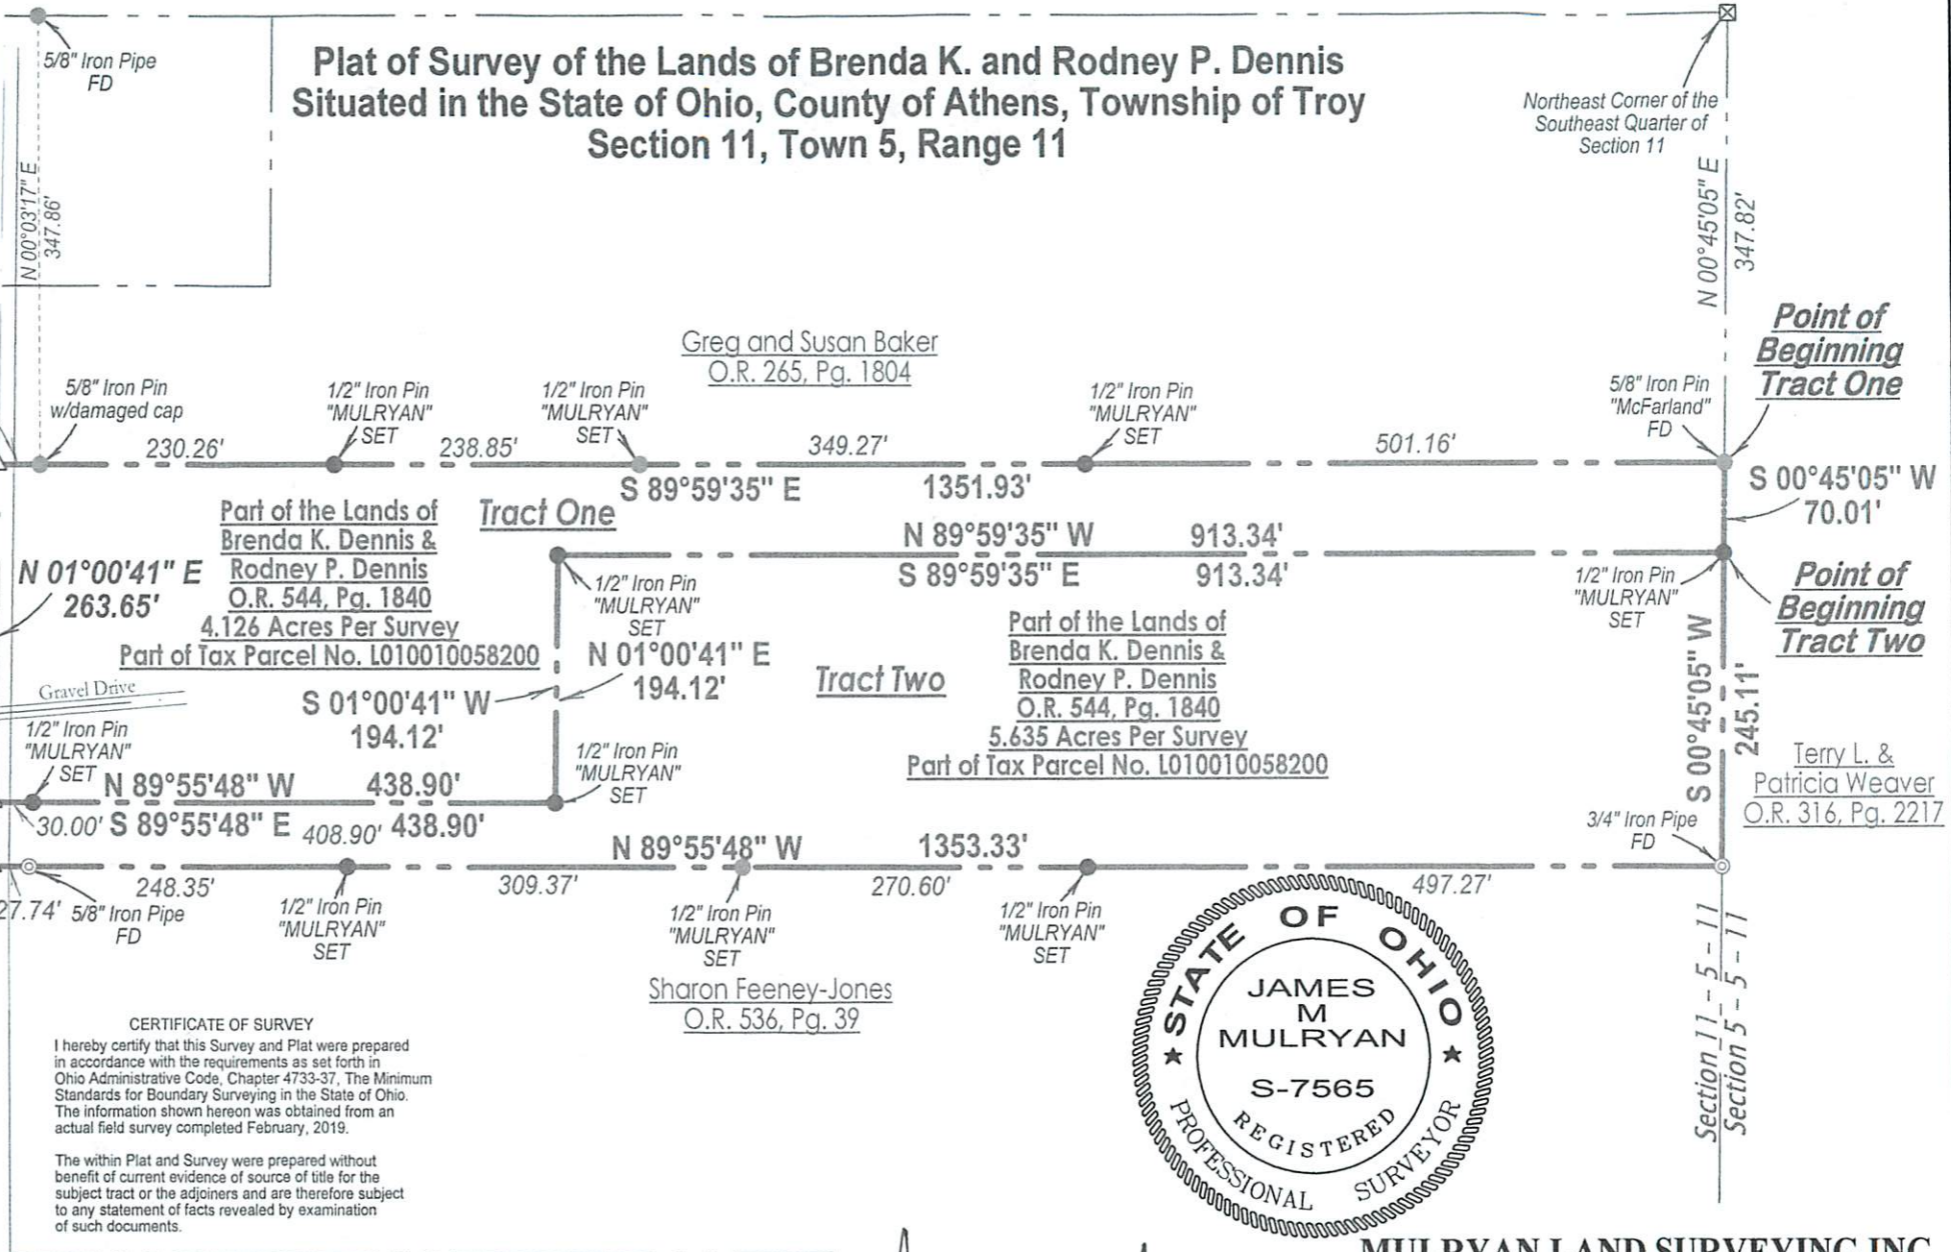 Plat of Survey of the Lands of Brenda K. and Rodney P. Dennis
Situated in the State of Ohio, County of Athens, Township of Troy
Section 11, Town 5, Range 11
5/8" Iron Pipe
FD
N 00°03'17" E
347.86'
Northeast Corner of the
Southeast Quarter of
Section 11
N 00°45'05" E
347.82'
Point of
Beginning
Tract One
Greg and Susan Baker
O.R. 265, Pg. 1804
5/8" Iron Pin
w/damaged cap
1/2" Iron Pin
"MULRYAN"
SET
1/2" Iron Pin
"MULRYAN"
SET
1/2" Iron Pin
"MULRYAN"
SET
5/8" Iron Pin
"McFarland"
FD
230.26'
238.85'
349.27'
501.16'
S 89°59'35" E 1351.93'
S 00°45'05" W
70.01'
Part of the Lands of
Brenda K. Dennis &
Rodney P. Dennis
O.R. 544, Pg. 1840
4.126 Acres Per Survey
Part of Tax Parcel No. L010010058200
Tract One
N 89°59'35" W 913.34'
S 89°59'35" E 913.34'
N 01°00'41" E
263.65'
1/2" Iron Pin
"MULRYAN"
SET
1/2" Iron Pin
"MULRYAN"
SET
Point of
Beginning
Tract Two
N 01°00'41" E
194.12'
S 01°00'41" W
194.12'
Tract Two
Part of the Lands of
Brenda K. Dennis &
Rodney P. Dennis
O.R. 544, Pg. 1840
5.635 Acres Per Survey
Part of Tax Parcel No. L010010058200
S 00°45'05" W
245.11'
Gravel Drive
1/2" Iron Pin
"MULRYAN"
SET
1/2" Iron Pin
"MULRYAN"
SET
Terry L. &
Patricia Weaver
O.R. 316, Pg. 2217
N 89°55'48" W 438.90'
30.00'
S 89°55'48" E
408.90'
438.90'
3/4" Iron Pipe
FD
N 89°55'48" W 1353.33'
248.35'
309.37'
270.60'
497.27'
27.74'
5/8" Iron Pipe
FD
1/2" Iron Pin
"MULRYAN"
SET
1/2" Iron Pin
"MULRYAN"
SET
1/2" Iron Pin
"MULRYAN"
SET
Sharon Feeney-Jones
O.R. 536, Pg. 39
Section 11 - 5 - 11
Section 5 - 5 - 11
STATE OF OHIO
JAMES
M
MULRYAN
S-7565
REGISTERED
PROFESSIONAL SURVEYOR
CERTIFICATE OF SURVEY
I hereby certify that this Survey and Plat were prepared
in accordance with the requirements as set forth in
Ohio Administrative Code, Chapter 4733-37, The Minimum
Standards for Boundary Surveying in the State of Ohio.
The information shown hereon was obtained from an
actual field survey completed February, 2019.
The within Plat and Survey were prepared without
benefit of current evidence of source of title for the
subject tract or the adjoiners and are therefore subject
to any statement of facts revealed by examination
of such documents.
MULRYAN LAND SURVEYING INC